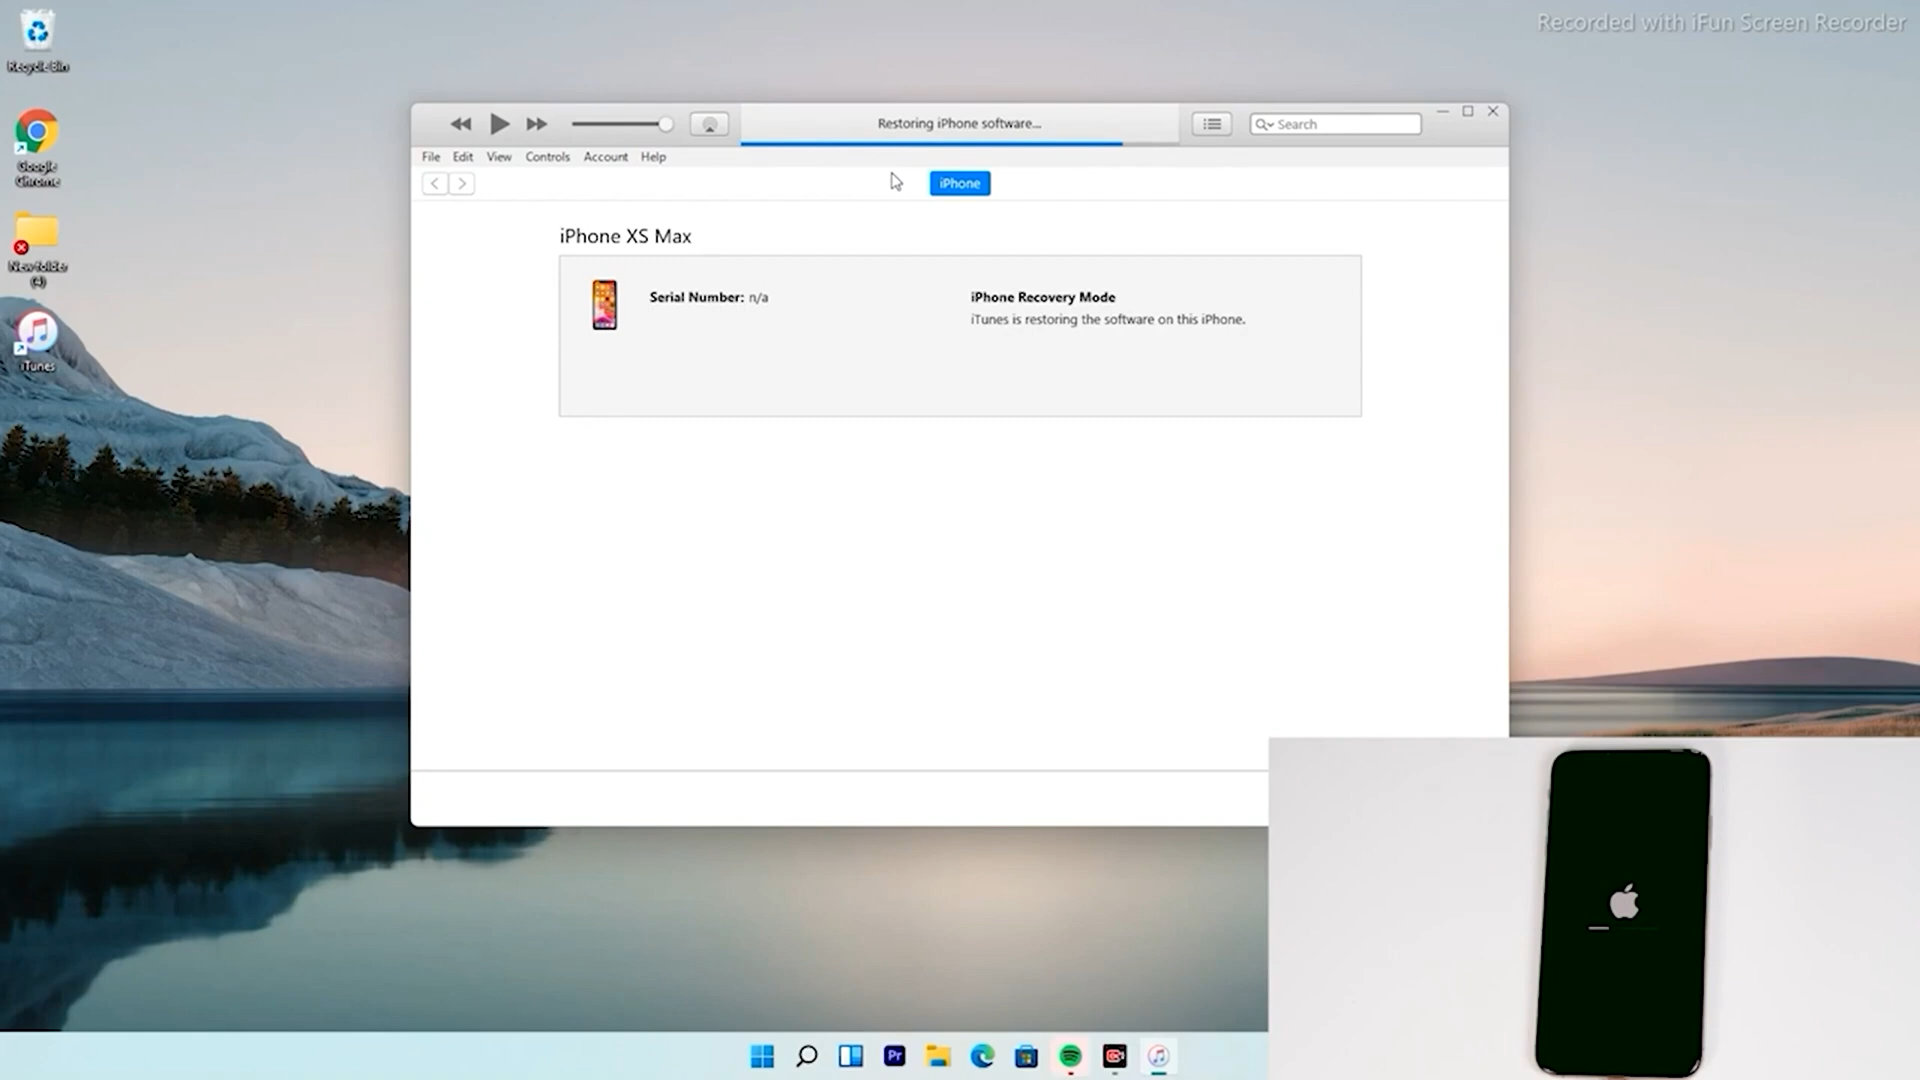 Recorded with iFun Screen Recorder
Recycle Bin
Google
Chrome
New folder
(4)
iTunes
Restoring iPhone software...
Search
File Edit View Controls Account Help
iPhone
iPhone XS Max
Serial Number: n/a
iPhone Recovery Mode
iTunes is restoring the software on this iPhone.
Pr